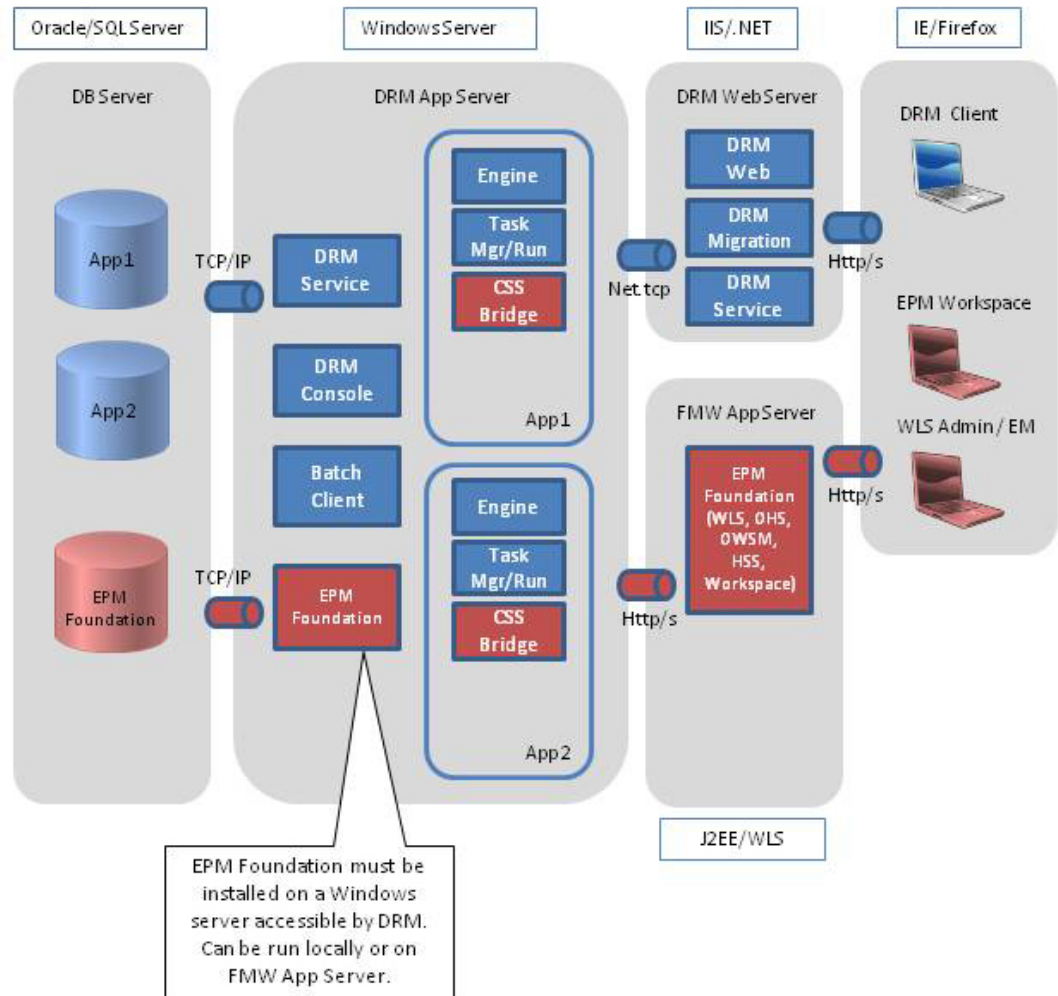 Oracle/SQL Server
Windows Server
IIS/.NET
IE/Firefox
DB Server
App1
App2
EPM
Foundation
TCP/IP
TCP/IP
DRM App Server
DRM
Service
DRM
Console
Batch
Client
EPM
Foundation
Engine
Task
Mgr/Run
CSS
Bridge
App1
Engine
Task
Mgr/Run
CSS
Bridge
App2
Net.tcp
Http/s
DRM WebServer
DRM
Web
DRM
Migration
DRM
Service
FMW AppServer
EPM
Foundation
(WLS, OHS,
OWSM,
HSS,
Workspace)
J2EE/WLS
Http/s
Http/s
DRM Client
EPM Workspace
WLS Admin / EM
EPM Foundation must be
installed on a Windows
server accessible by DRM.
Can be run locally or on
FMW App Server.